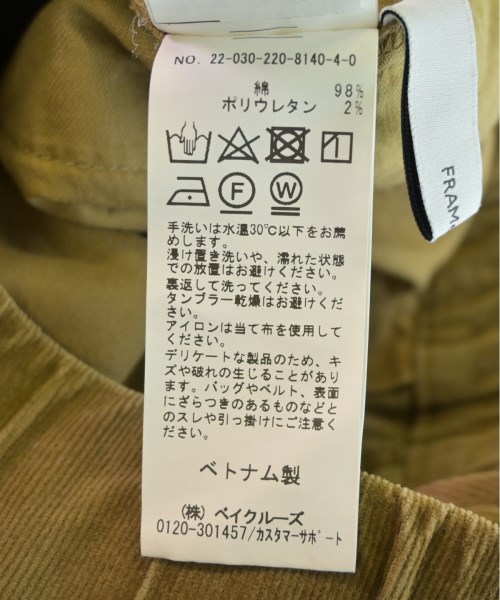 NO. 22-030-220-8140-4-0
綿 98%
ポリウレタン 2%
F W
手洗いは水温30℃以下をお薦
めします。
浸け置き洗いや、濡れた状態
での放置はお避けください。
裏返して洗ってください。
タンブラー乾燥はお避けくだ
さい。
アイロンは当て布を使用して
ください。
デリケートな製品のため、キ
ズや破れの生じることがあり
ます。バッグやベルト、表面
にざらつきのあるものなどと
のスレや引っ掛けにご注意く
ださい。
ベトナム製
(株) ベイクルーズ
0120-301457/カスタマーサポート